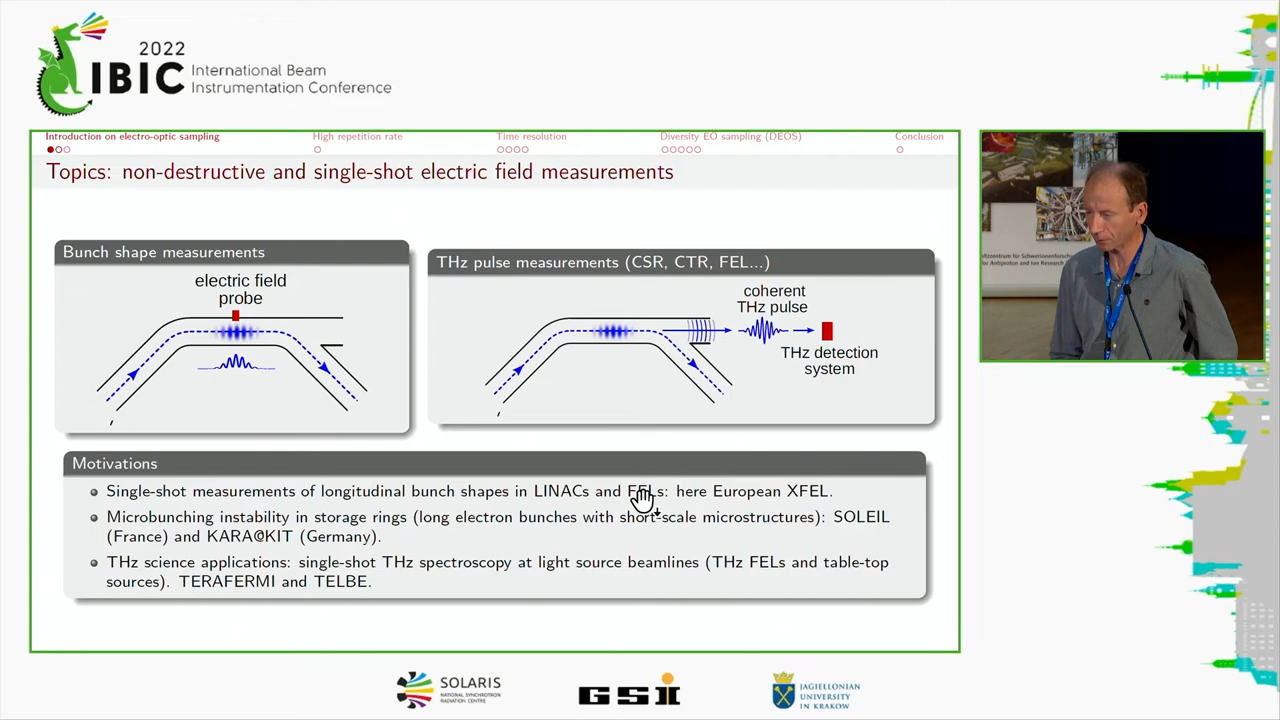 2022
IBIC
International Beam
Instrumentation Conference
Introduction on electro-optic sampling
High repetition rate
Time resolution
Diversity EO sampling (DEOS)
Conclusion
Topics: non-destructive and single-shot electric field measurements
Bunch shape measurements
electric field
probe
THz pulse measurements (CSR, CTR, FEL...)
coherent
THz pulse
THz detection
system
Motivations
Single-shot measurements of longitudinal bunch shapes in LINACs and FELs: here European XFEL.
Microbunching instability in storage rings (long electron bunches with short-scale microstructures): SOLEIL
(France) and KARA@KIT (Germany).
THz science applications: single-shot THz spectroscopy at light source beamlines (THz FELs and table-top
sources). TERAFERMI and TELBE.
SOLARIS
NATIONAL SYNCHROTRON
RADIATION CENTRE
GSI
JAGIELLONIAN
UNIVERSITY
IN KRAKOW